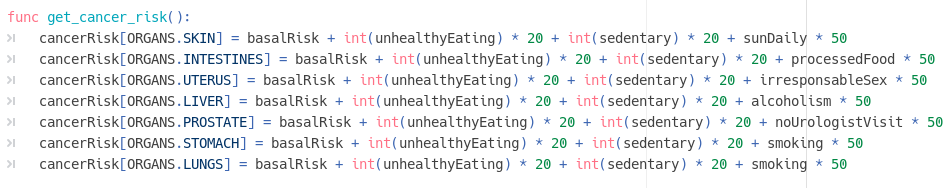 func get_cancer_risk():
cancerRisk[ORGANS.SKIN] = basalRisk + int(unhealthyEating) * 20 + int(sedentary) * 20 + sunDaily * 50
cancerRisk[ORGANS.INTESTINES] = basalRisk + int(unhealthyEating) * 20 + int(sedentary) * 20 + processedFood * 50
cancerRisk[ORGANS.UTERUS] = basalRisk + int(unhealthyEating) * 20 + int(sedentary) * 20 + irresponsableSex * 50
cancerRisk[ORGANS.LIVER] = basalRisk + int(unhealthyEating) * 20 + int(sedentary) * 20 + alcoholism * 50
cancerRisk[ORGANS.PROSTATE] = basalRisk + int(unhealthyEating) * 20 + int(sedentary) * 20 + noUrologistVisit * 50
cancerRisk[ORGANS.STOMACH] = basalRisk + int(unhealthyEating) * 20 + int(sedentary) * 20 + smoking * 50
cancerRisk[ORGANS.LUNGS] = basalRisk + int(unhealthyEating) * 20 + int(sedentary) * 20 + smoking * 50